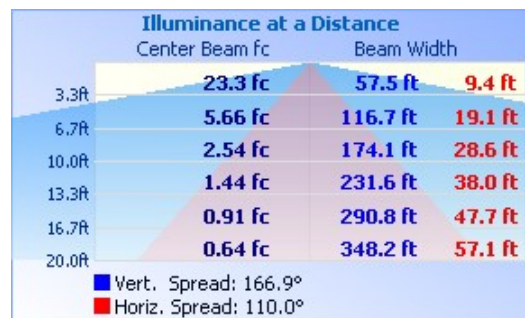 Illuminance at a Distance
Center Beam fc Beam Width
3.3ft 23.3 fc 57.5 ft 9.4 ft
6.7ft 5.66 fc 116.7 ft 19.1 ft
10.0ft 2.54 fc 174.1 ft 28.6 ft
13.3ft 1.44 fc 231.6 ft 38.0 ft
16.7ft 0.91 fc 290.8 ft 47.7 ft
20.0ft 0.64 fc 348.2 ft 57.1 ft
Vert. Spread: 166.9°
Horiz. Spread: 110.0°